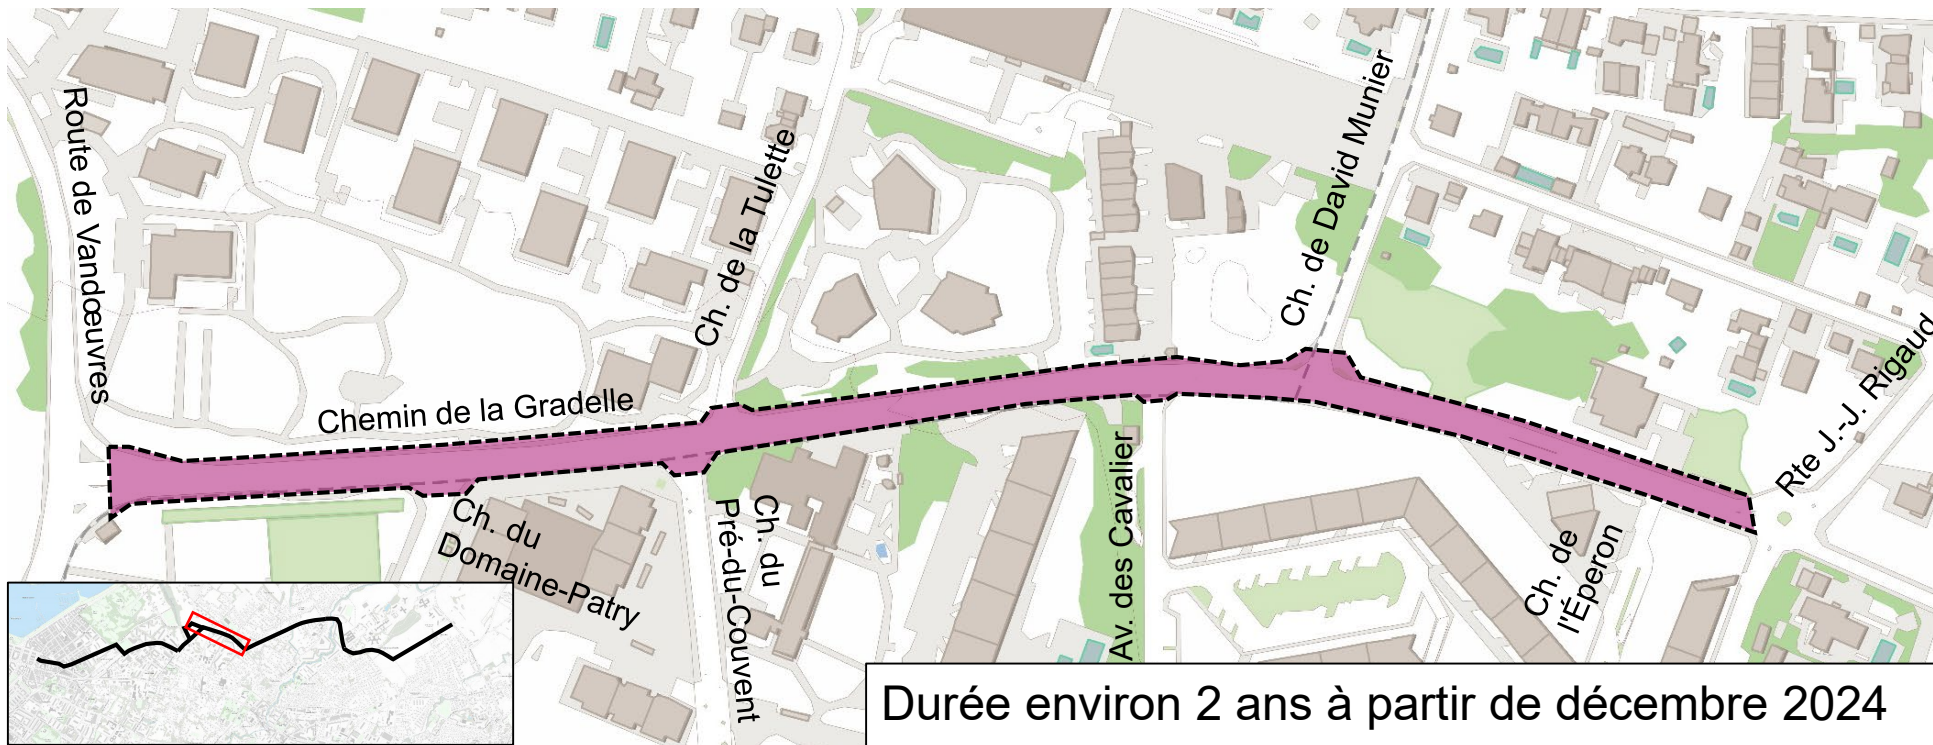 Route de Vandœuvres
Chemin de la Gradelle
Ch. de la Tulette
Ch. de David Munier
Rte J.-J. Rigaud
Ch. du
Domaine-Patry
Ch. du
Pré-du-Couvent
Av. des Cavalier
Ch. de
l'Éperon
Durée environ 2 ans à partir de décembre 2024